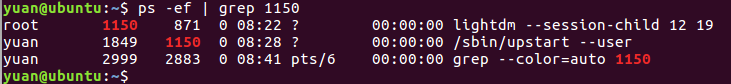 yuan@ubuntu:~$ ps -ef | grep 1150
root      1150   871  0 08:22 ?        00:00:00 lightdm --session-child 12 19
yuan      1849  1150  0 08:28 ?        00:00:00 /sbin/upstart --user
yuan      2999  2883  0 08:41 pts/6    00:00:00 grep --color=auto 1150
yuan@ubuntu:~$